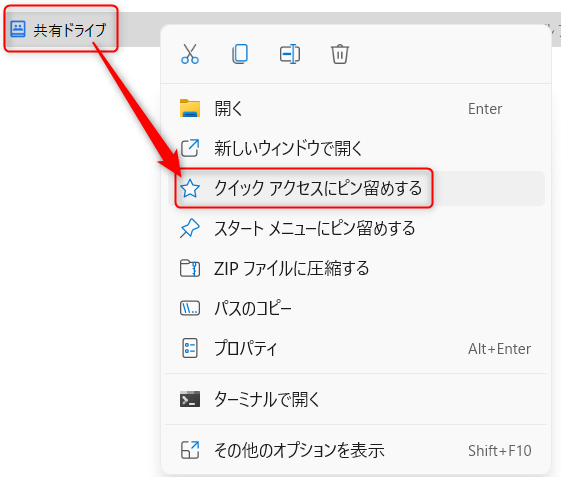 共有ドライブ
開く Enter
新しいウィンドウで開く
クイック アクセスにピン留めする
スタート メニューにピン留めする
ZIP ファイルに圧縮する
パスのコピー
プロパティ Alt+Enter
ターミナルで開く
その他のオプションを表示 Shift+F10